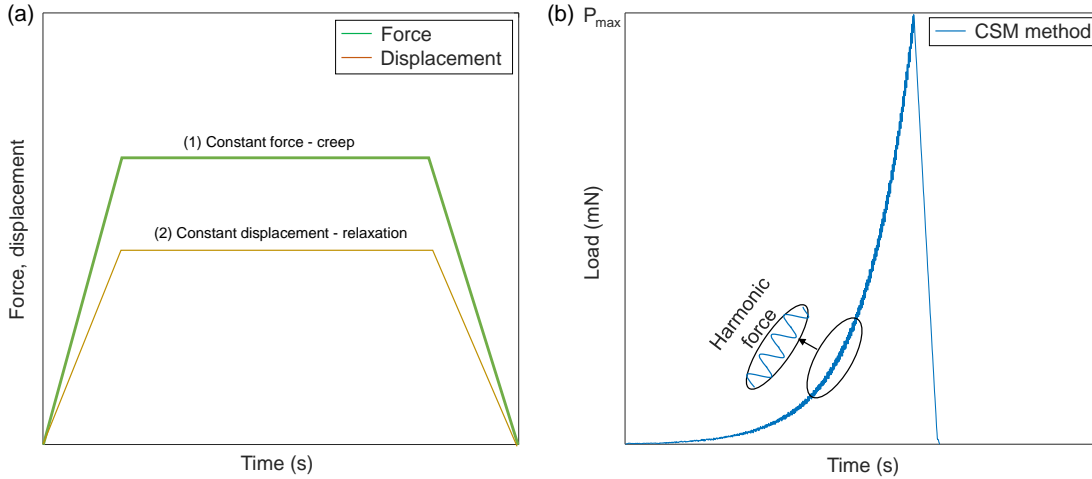 (a)
Force
Displacement
(1) Constant force - creep
(2) Constant displacement - relaxation
Force, displacement
Time (s)
(b)
Pmax
CSM method
Load (mN)
Harmonic
force
Time (s)